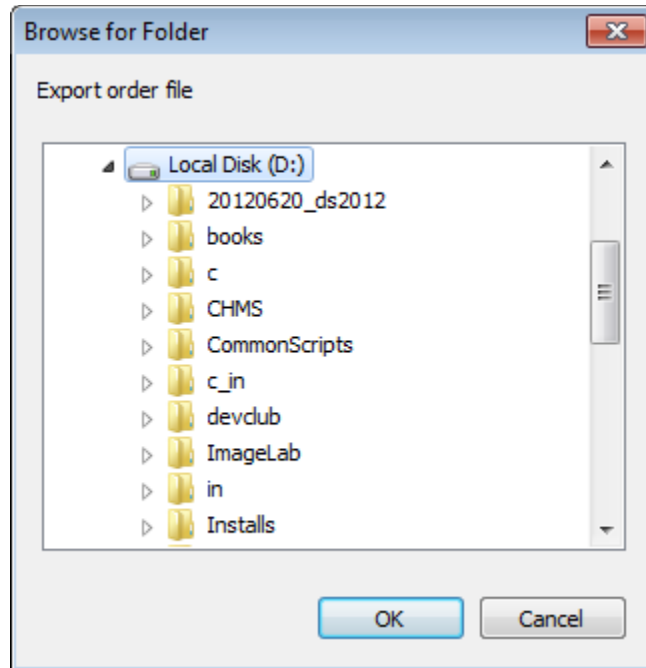 Browse for Folder
Export order file
Local Disk (D:)
20120620_ds2012
books
c
CHMS
CommonScripts
c_in
devclub
ImageLab
in
Installs
OK
Cancel